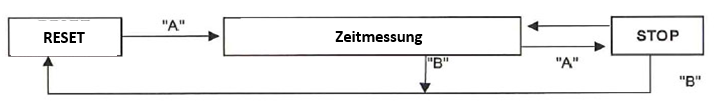 RESET
"A"
Zeitmessung
STOP
"B"
"A"
"B"